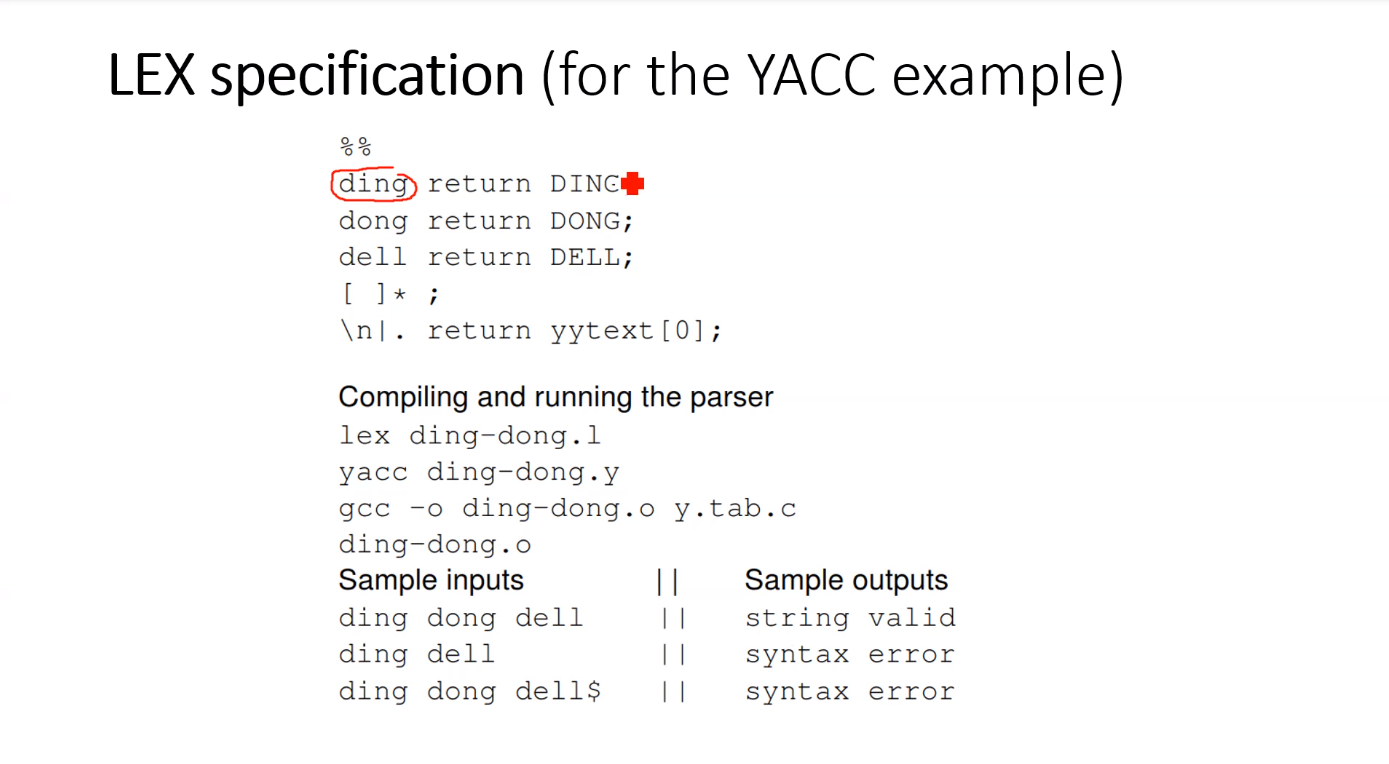 LEX specification (for the YACC example)
%%
ding return DING
dong return DONG;
dell return DELL;
[ ]* ;
\n|. return yytext[0];
Compiling and running the parser
lex ding-dong.l
yacc ding-dong.y
gcc -o ding-dong.o y.tab.c
ding-dong.o
Sample inputs || Sample outputs
ding dong dell || string valid
ding dell || syntax error
ding dong dell$ || syntax error